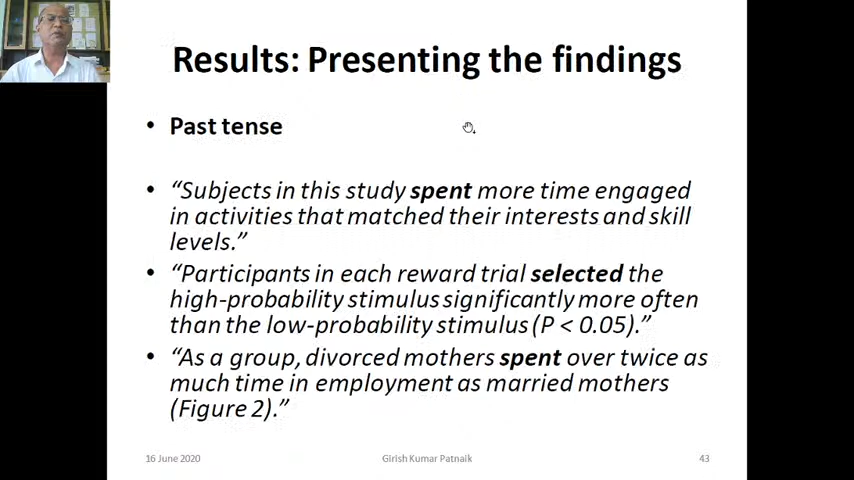 Results: Presenting the findings
• Past tense
• “Subjects in this study spent more time engaged
in activities that matched their interests and skill
levels.”
• “Participants in each reward trial selected the
high-probability stimulus significantly more often
than the low-probability stimulus (P < 0.05).”
• “As a group, divorced mothers spent over twice as
much time in employment as married mothers
(Figure 2).”
16 June 2020
Girish Kumar Patnaik
43